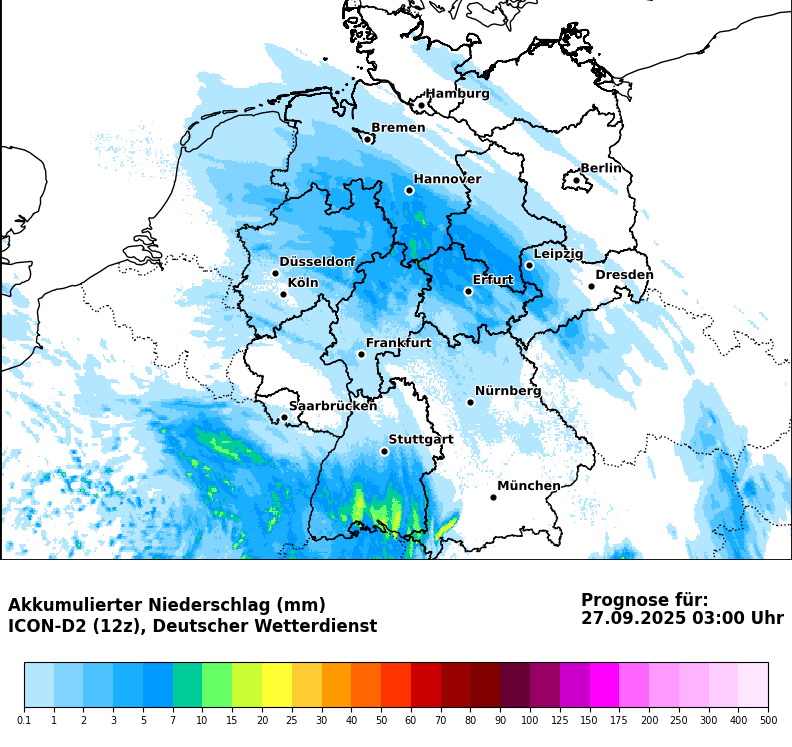 Hamburg
Bremen
Berlin
Hannover
Düsseldorf
Leipzig
Köln
Erfurt
Dresden
Frankfurt
Nürnberg
Saarbrücken
Stuttgart
München
Akkumulierter Niederschlag (mm)
ICON-D2 (12z), Deutscher Wetterdienst
Prognose für:
27.09.2025 03:00 Uhr
0.1 1 2 3 5 7 10 15 20 25 30 40 50 60 70 80 90 100 125 150 175 200 250 300 400 500